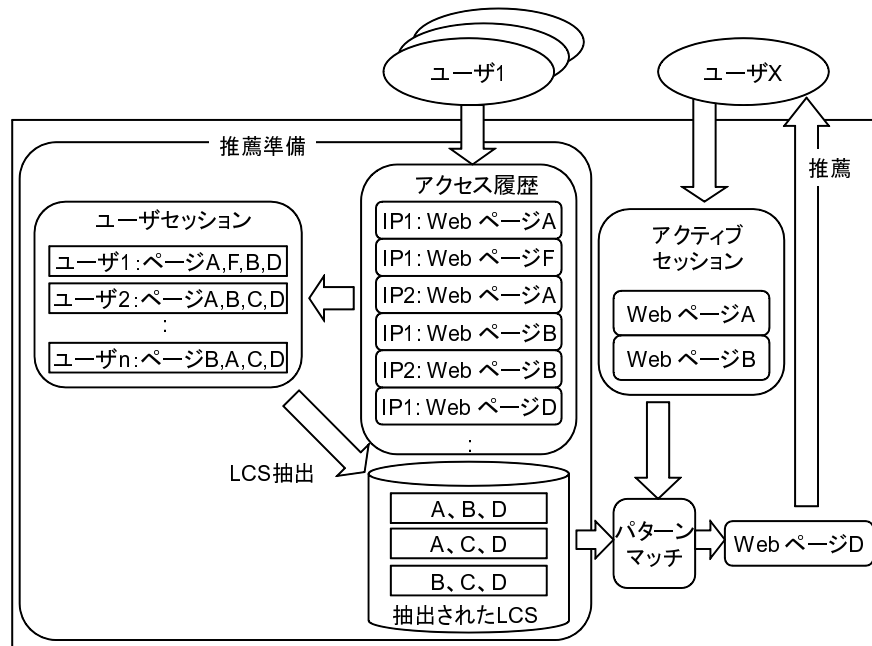 ユーザ1
ユーザX
推薦準備
推薦
アクセス履歴
IP1: Web ページA
IP1: Web ページF
IP2: Web ページA
IP1: Web ページB
IP2: Web ページB
IP1: Web ページD
:
ユーザセッション
ユーザ1:ページA,F,B,D
ユーザ2:ページA,B,C,D
:
ユーザn:ページB,A,C,D
アクティブ
セッション
Web ページA
Web ページB
LCS抽出
A、B、D
A、C、D
B、C、D
抽出されたLCS
パターン
マッチ
Web ページD